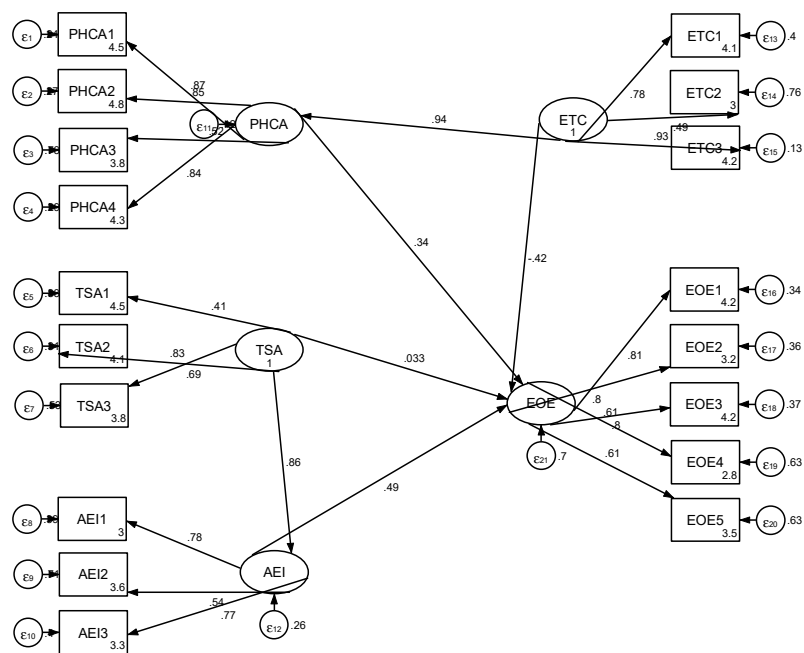 ε1
PHCA1
4.5
ε2
PHCA2
4.8
ε3
PHCA3
3.8
ε4
PHCA4
4.3
.87
.85
.52
.84
ε11
PHCA
.94
ETC
1
.78
.49
.93
ETC1
4.1
ε13
.4
ETC2
3
ε14
.76
ETC3
4.2
ε15
.13
.34
-.42
ε5
TSA1
4.5
ε6
TSA2
4.1
ε7
TSA3
3.8
.41
.83
.69
TSA
1
.033
.86
.49
EOE
ε21
.7
.81
.8
.61
.8
.61
EOE1
4.2
ε16
.34
EOE2
3.2
ε17
.36
EOE3
4.2
ε18
.37
EOE4
2.8
ε19
.63
EOE5
3.5
ε20
.63
ε8
AEI1
3
ε9
AEI2
3.6
ε10
AEI3
3.3
.78
.54
.77
AEI
ε12
.26